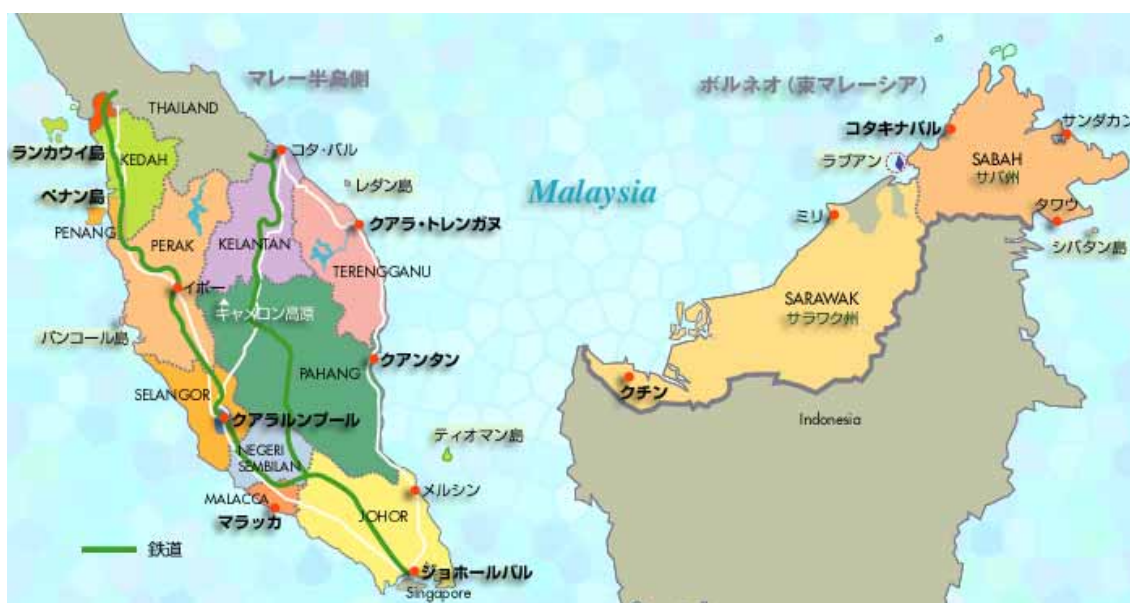 マレー半島側
THAILAND
ランカウイ島
KEDAH
コタ・バル
ペナン島
レダン島
PENANG
クアラ・トレンガヌ
PERAK
KELANTAN
TERENGGANU
イポー
キャメロン高原
パンコール島
クアンタン
PAHANG
SELANGOR
クアラルンプール
NEGERI
SEMBILAN
ティオマン島
メルシン
MALACCA
マラッカ
JOHOR
鉄道
ジョホールバル
Singapore
Malaysia
ボルネオ(東マレーシア)
コタキナバル
サンダカン
ラブアン
SABAH
サバ州
ミリ
タワウ
シパタン島
SARAWAK
サラワク州
クチン
Indonesia